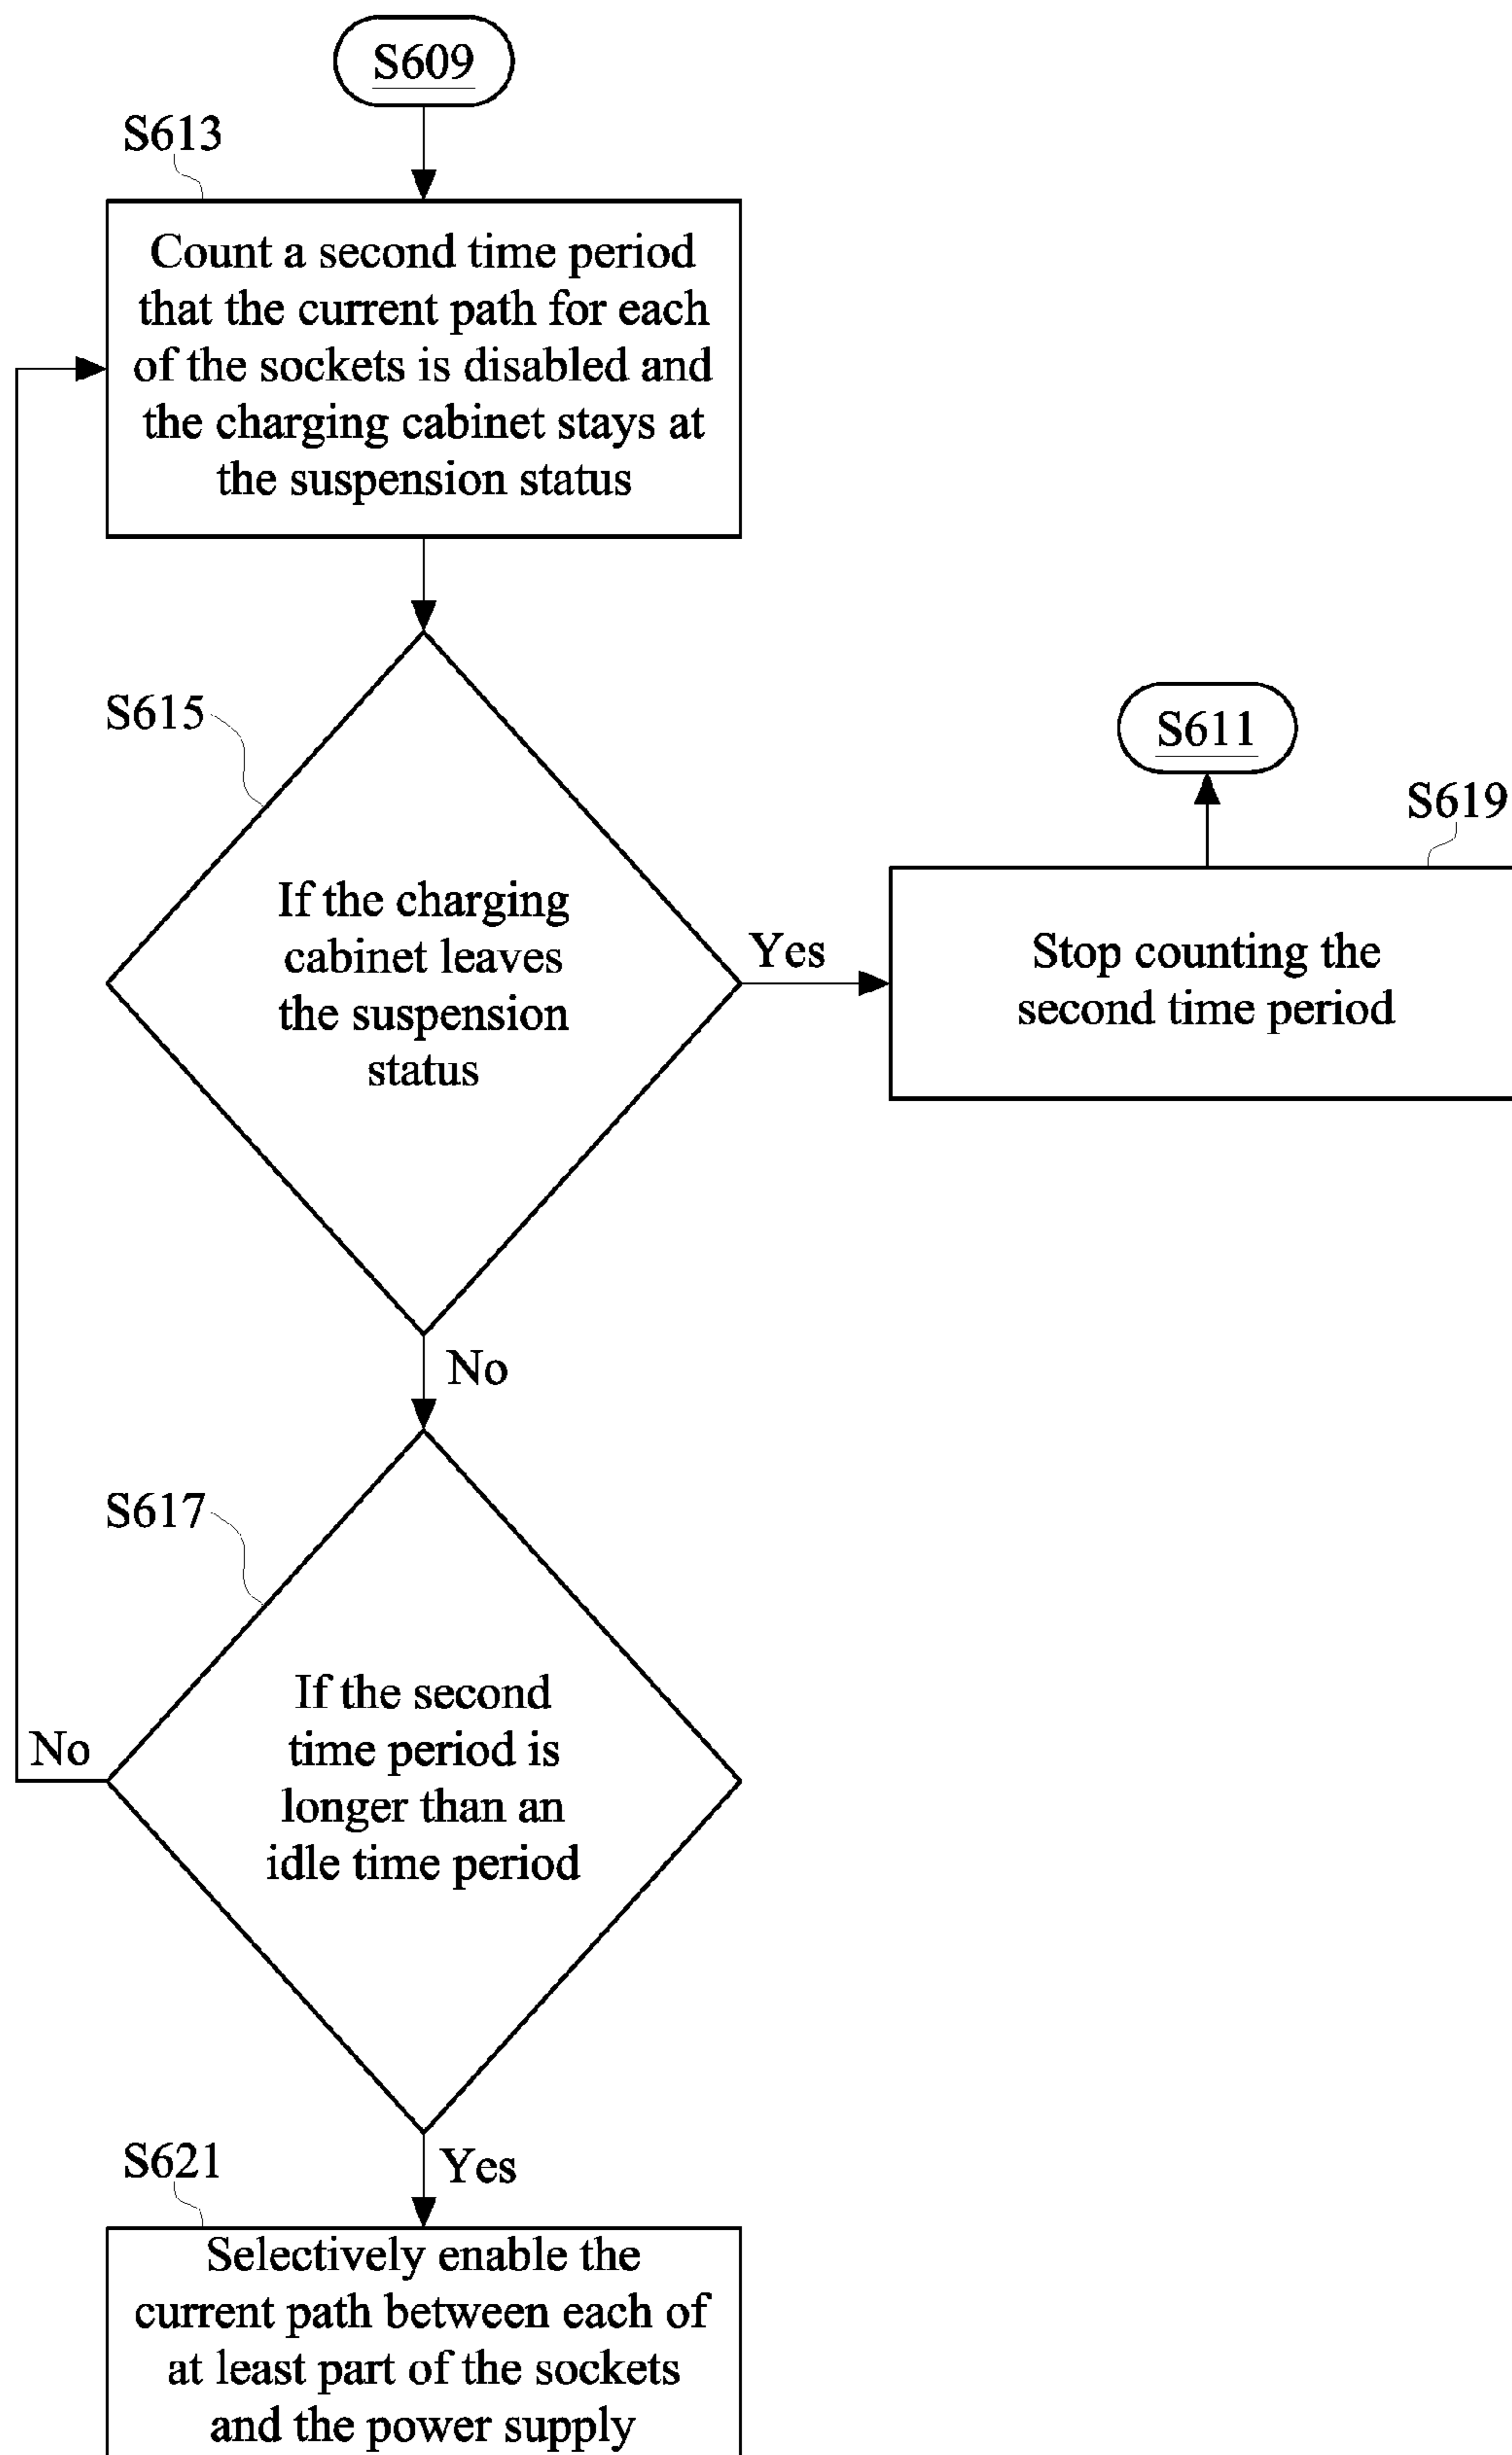 S609
S613
Count a second time period
that the current path for each
of the sockets is disabled and
the charging cabinet stays at
the suspension status
S615
If the charging
cabinet leaves
the suspension
status
Yes
S611
S619
Stop counting the
second time period
No
S617
If the second
time period is
longer than an
idle time period
No
Yes
S621
Selectively enable the
current path between each of
at least part of the sockets
and the power supply